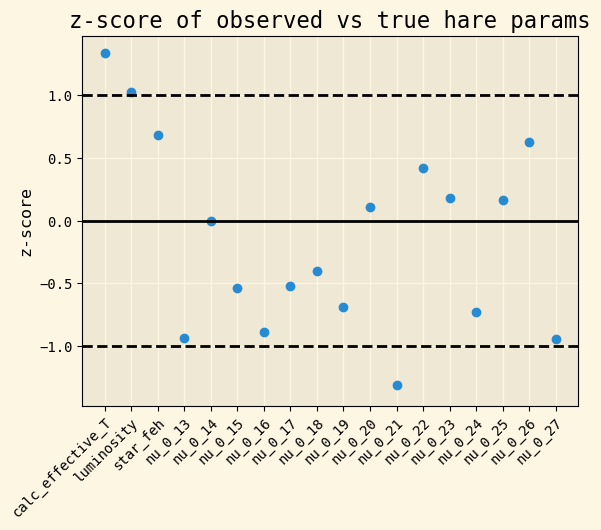 z-score of observed vs true hare params
z-score
1.0
0.5
0.0
−0.5
−1.0
calc_effective_T
luminosity
star_feh
nu_0_13
nu_0_14
nu_0_15
nu_0_16
nu_0_17
nu_0_18
nu_0_19
nu_0_20
nu_0_21
nu_0_22
nu_0_23
nu_0_24
nu_0_25
nu_0_26
nu_0_27